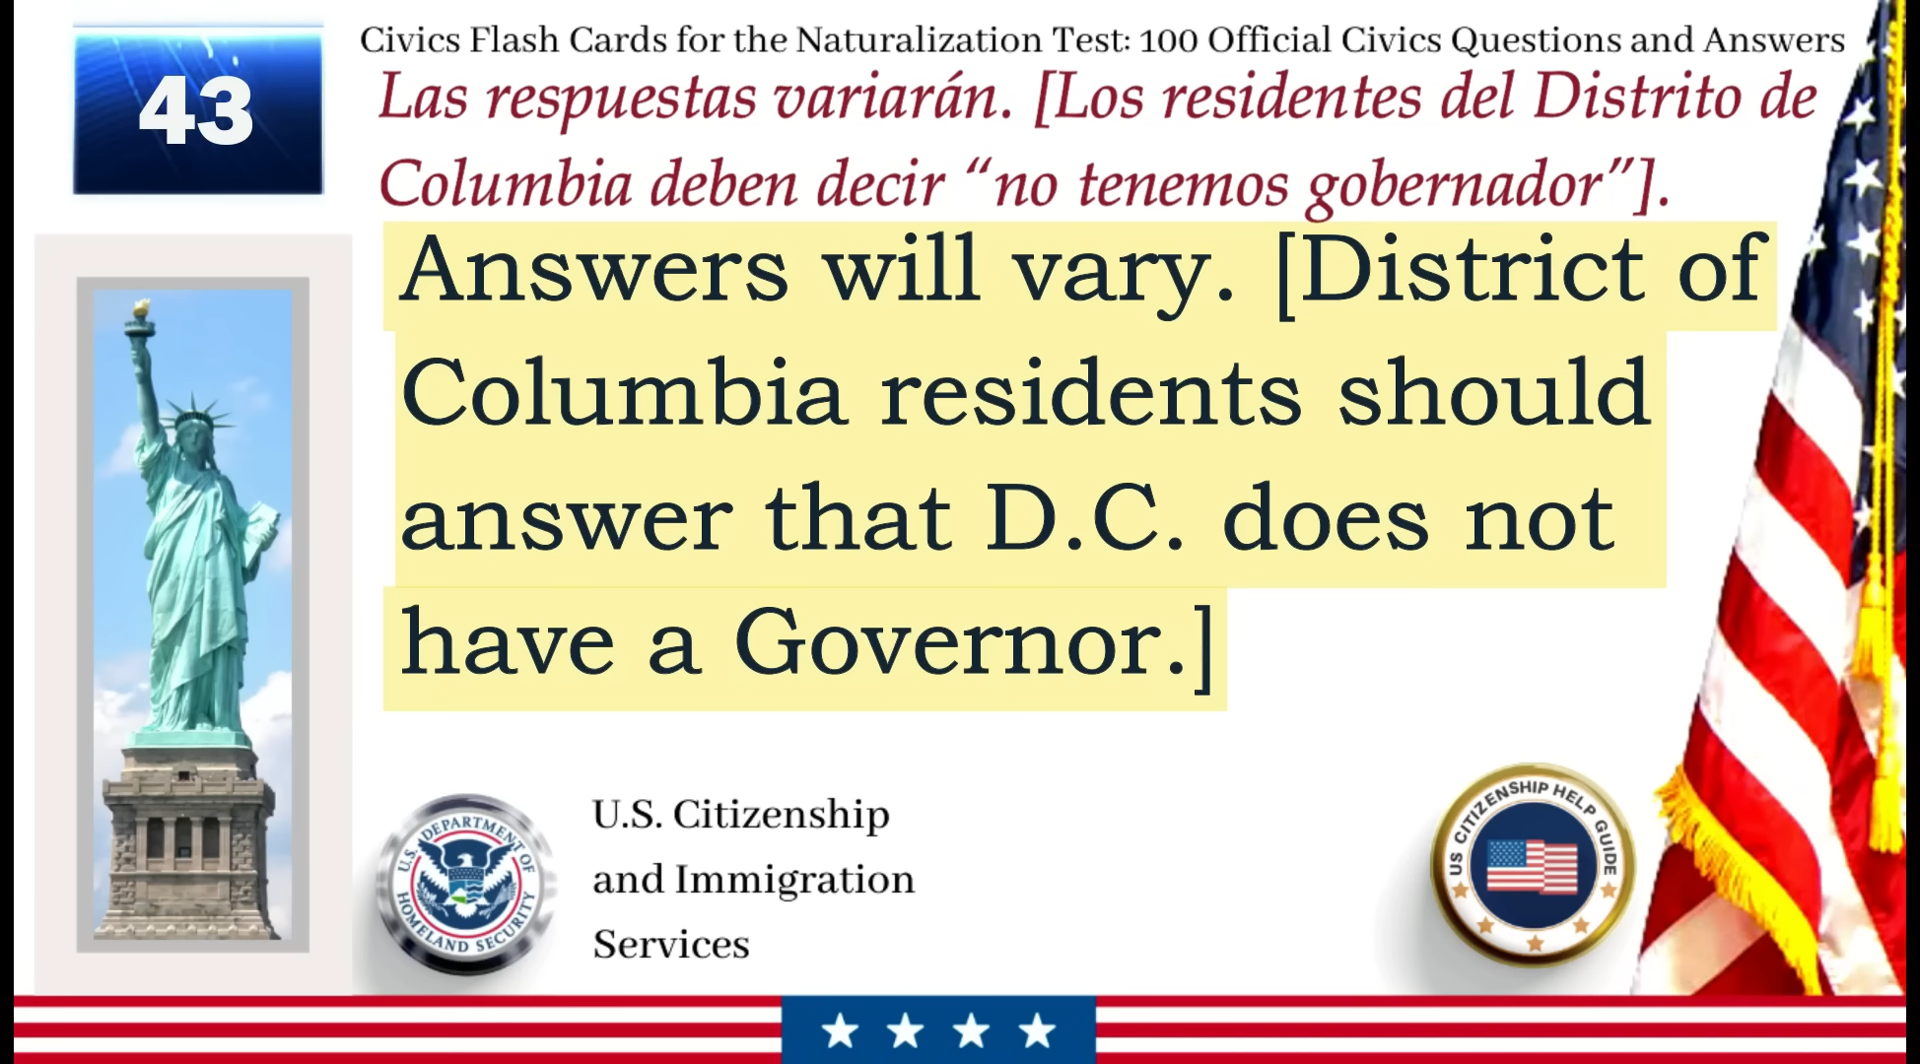 43
Civics Flash Cards for the Naturalization Test: 100 Official Civics Questions and Answers
Las respuestas variarán. [Los residentes del Distrito de
Columbia deben decir “no tenemos gobernador”].
Answers will vary. [District of
Columbia residents should
answer that D.C. does not
have a Governor.]
U.S. DEPARTMENT OF
HOMELAND SECURITY
U.S. Citizenship
and Immigration
Services
US CITIZENSHIP HELP GUIDE